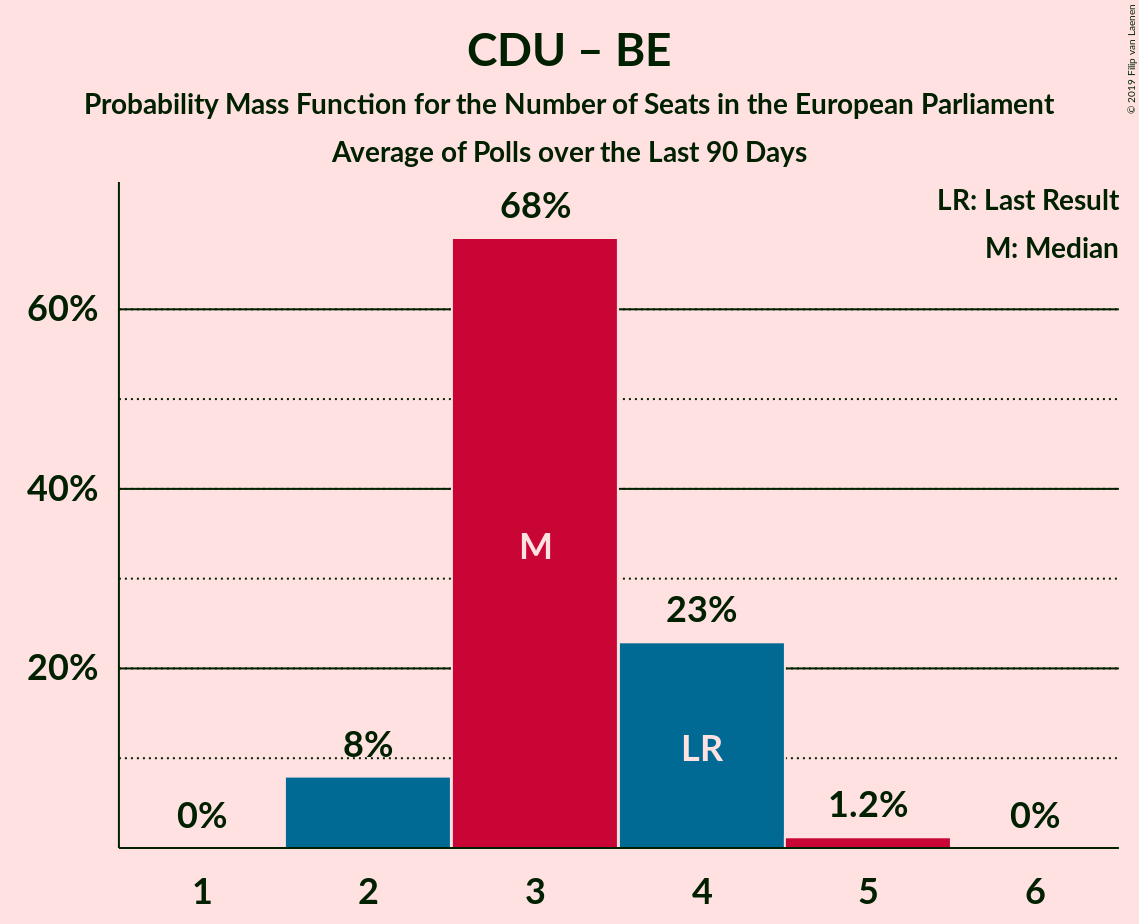 CDU – BE
Probability Mass Function for the Number of Seats in the European Parliament
Average of Polls over the Last 90 Days
© 2019 Filip van Laenen
LR: Last Result
M: Median
68%
60%
40%
M
23%
20%
LR
8%
1.2%
0%
0%
1 2 3 4 5 6